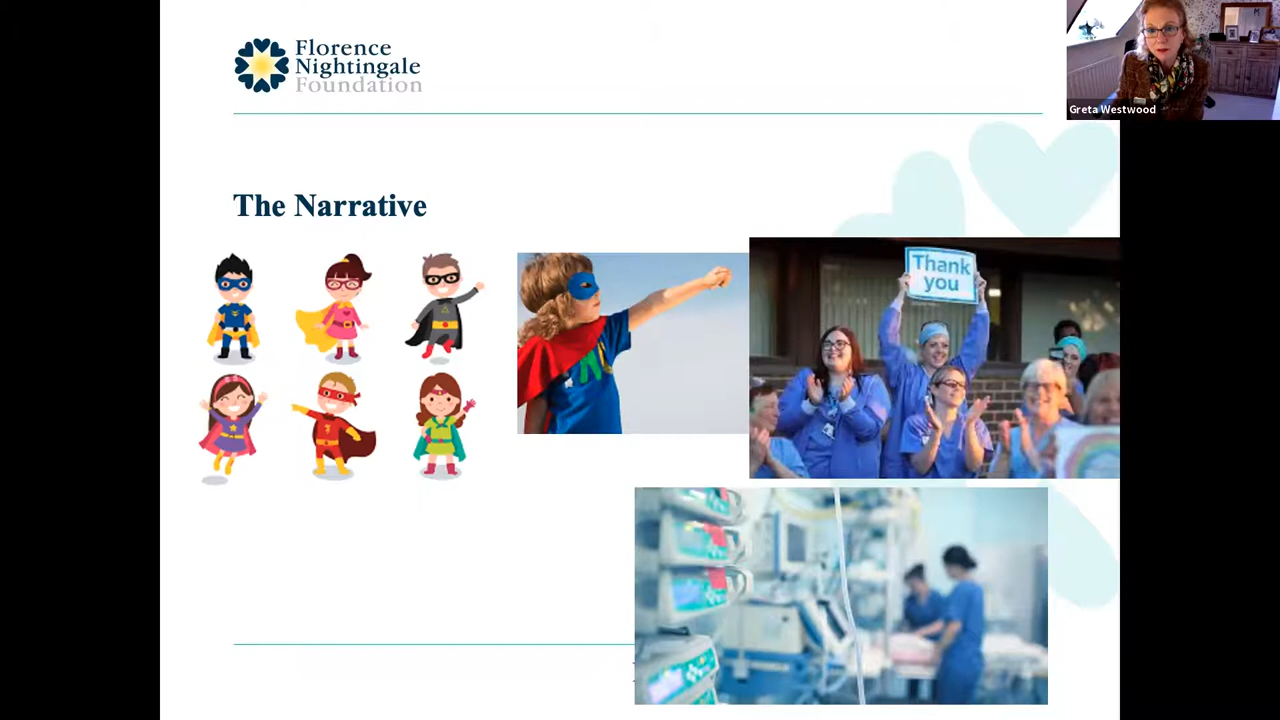 Florence
Nightingale
Foundation
Greta Westwood
The Narrative
Thank
you